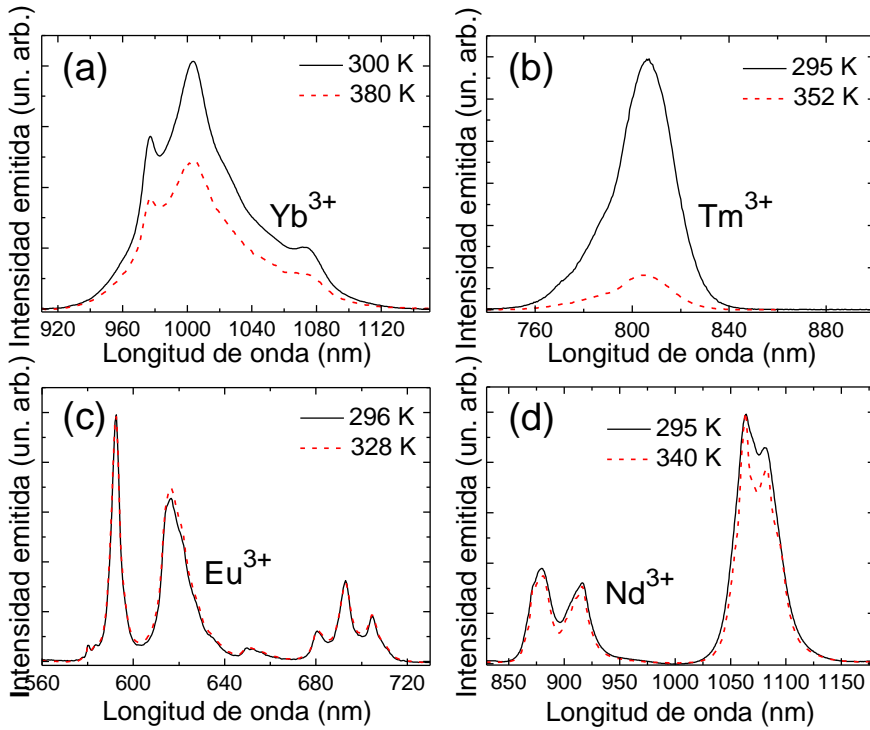 Intensidad emitida (un. arb.)
(a)
300 K
380 K
Yb³⁺
920 960 1000 1040 1080 1120
Longitud de onda (nm)
Intensidad emitida (un. arb.)
(b)
295 K
352 K
Tm³⁺
760 800 840 880
Longitud de onda (nm)
Intensidad emitida (un. arb.)
(c)
296 K
328 K
Eu³⁺
560 600 640 680 720
Longitud de onda (nm)
Intensidad emitida (un. arb.)
(d)
295 K
340 K
Nd³⁺
850 900 950 1000 1050 1100 1150
Longitud de onda (nm)